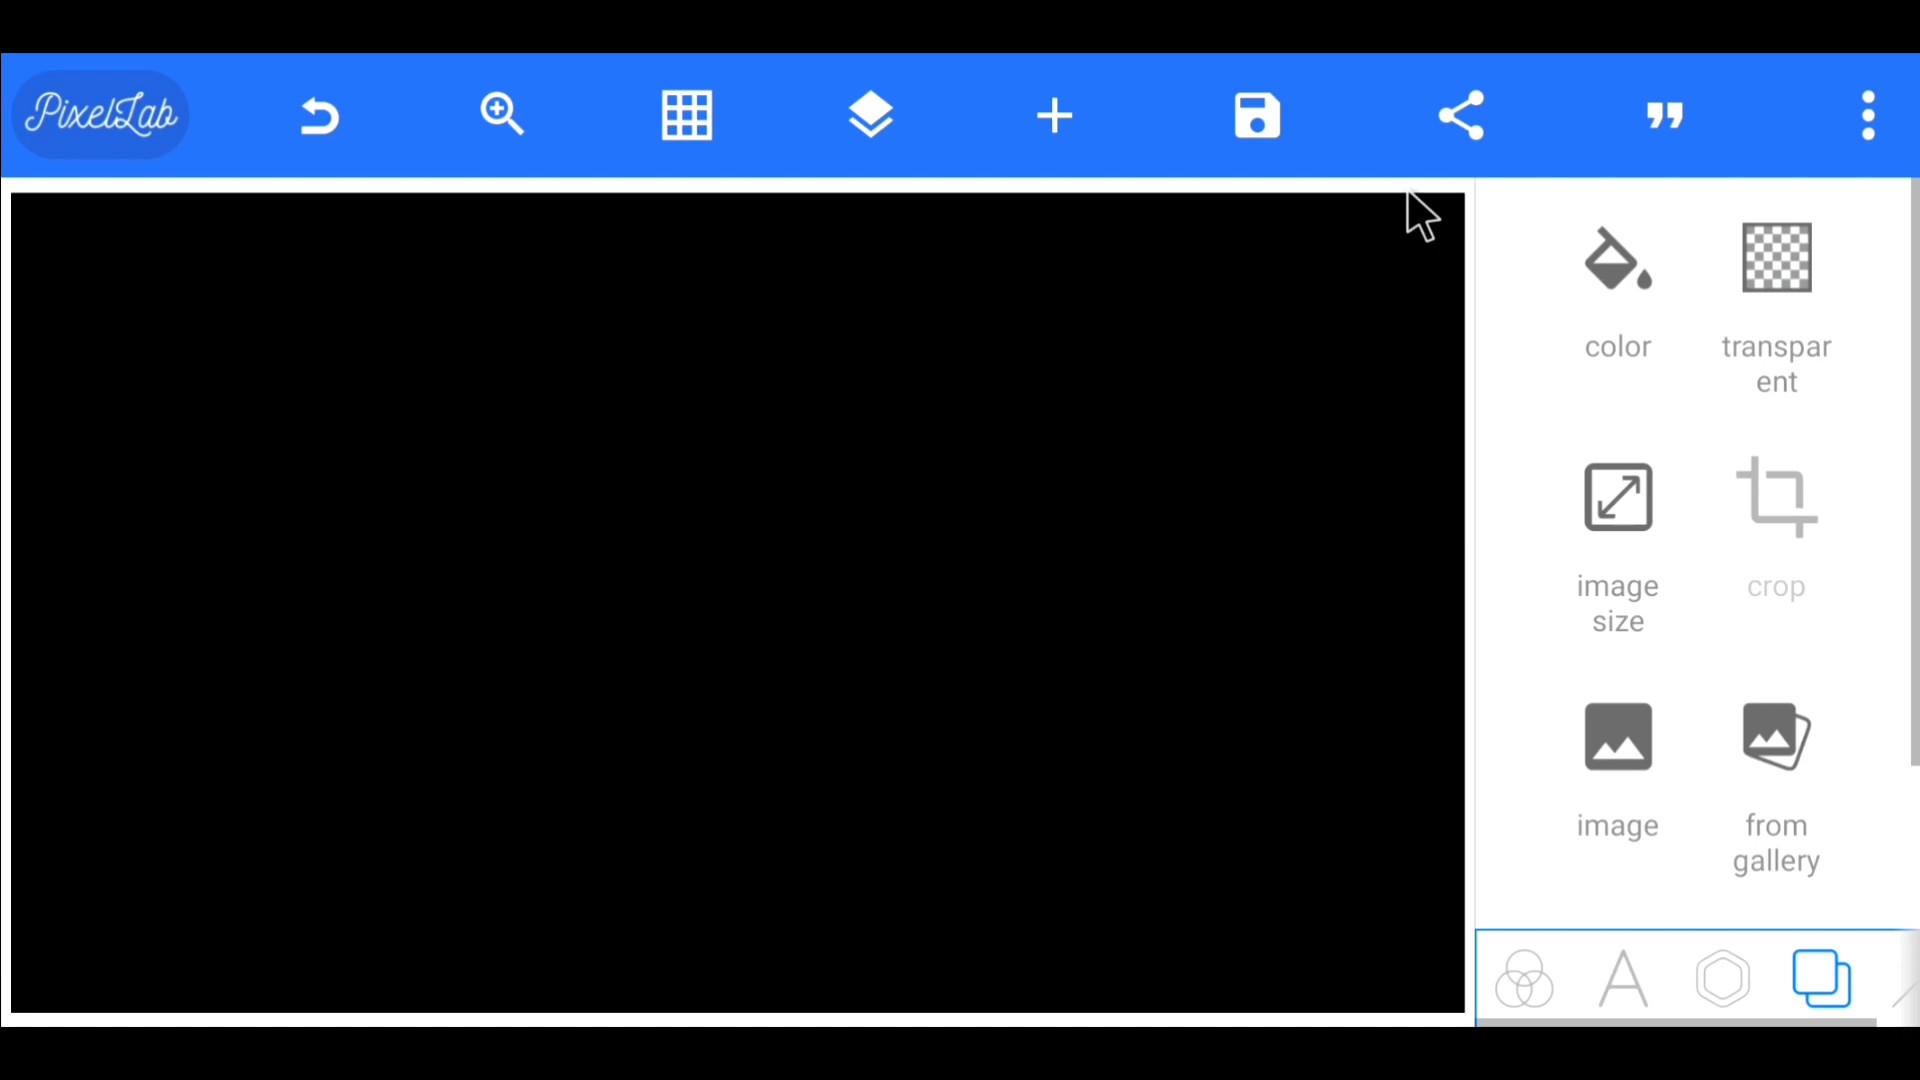 PixelLab
color
transpar
ent
image
size
crop
image
from
gallery